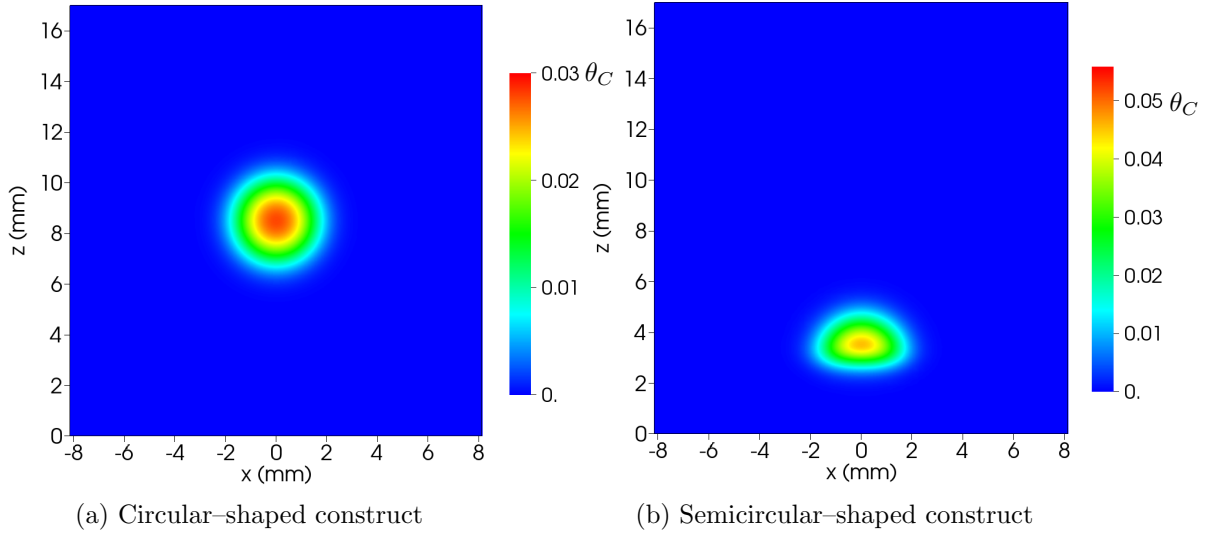 16
14
12
10
8
6
4
2
0
z (mm)
-8 -6 -4 -2 0 2 4 6 8
x (mm)
0.03 θC
0.02
0.01
0.
(a) Circular–shaped construct
16
14
12
10
8
6
4
2
0
z (mm)
-8 -6 -4 -2 0 2 4 6 8
x (mm)
0.05 θC
0.04
0.03
0.02
0.01
0.
(b) Semicircular–shaped construct